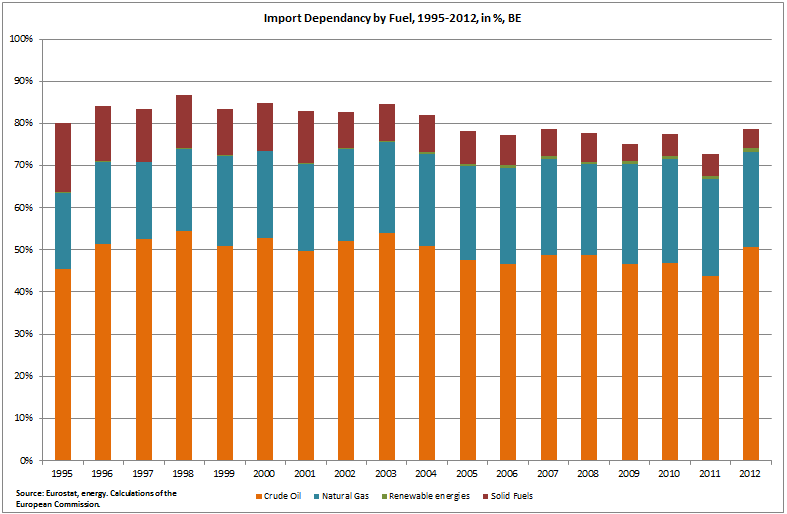 Import Dependancy by Fuel, 1995-2012, in %, BE
100%
90%
80%
70%
60%
50%
40%
30%
20%
10%
0%
1995 1996 1997 1998 1999 2000 2001 2002 2003 2004 2005 2006 2007 2008 2009 2010 2011 2012
Source: Eurostat, energy. Calculations of the
European Commission.
Crude Oil Natural Gas Renewable energies Solid Fuels